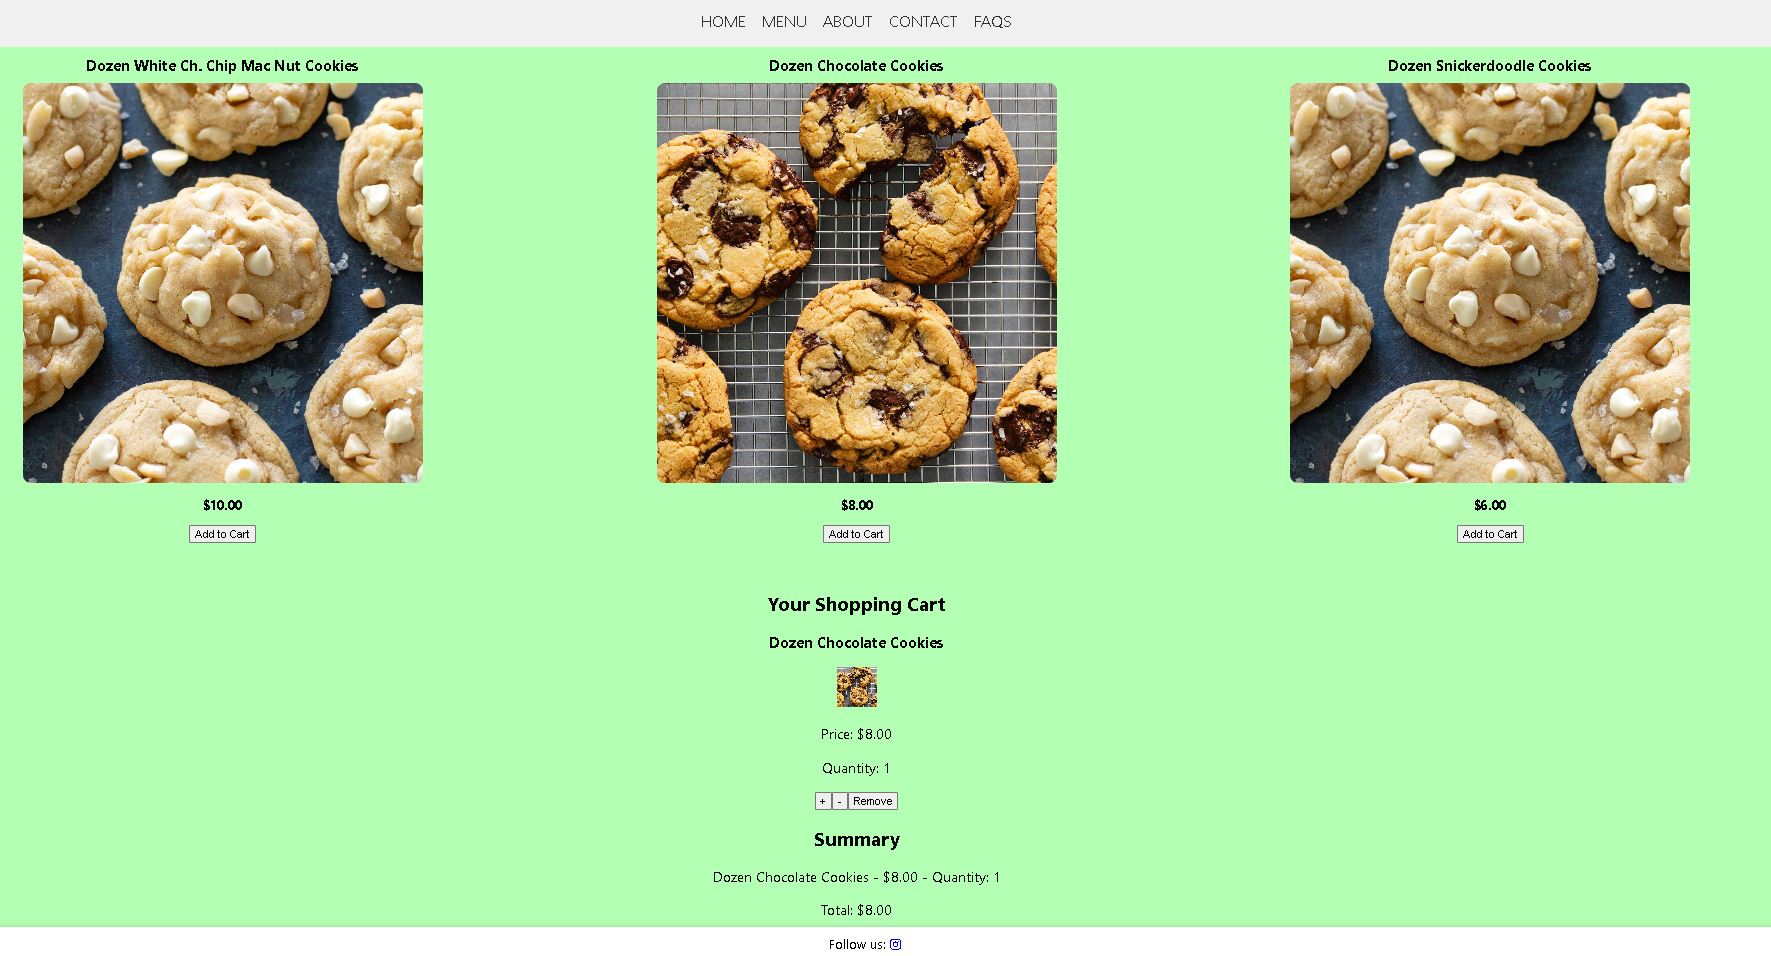 HOME MENU ABOUT CONTACT FAQS
Dozen White Ch. Chip Mac Nut Cookies
$10.00
Add to Cart
Dozen Chocolate Cookies
$8.00
Add to Cart
Dozen Snickerdoodle Cookies
$6.00
Add to Cart
Your Shopping Cart
Dozen Chocolate Cookies
Price: $8.00
Quantity: 1
+ - Remove
Summary
Dozen Chocolate Cookies - $8.00 - Quantity: 1
Total: $8.00
Follow us: